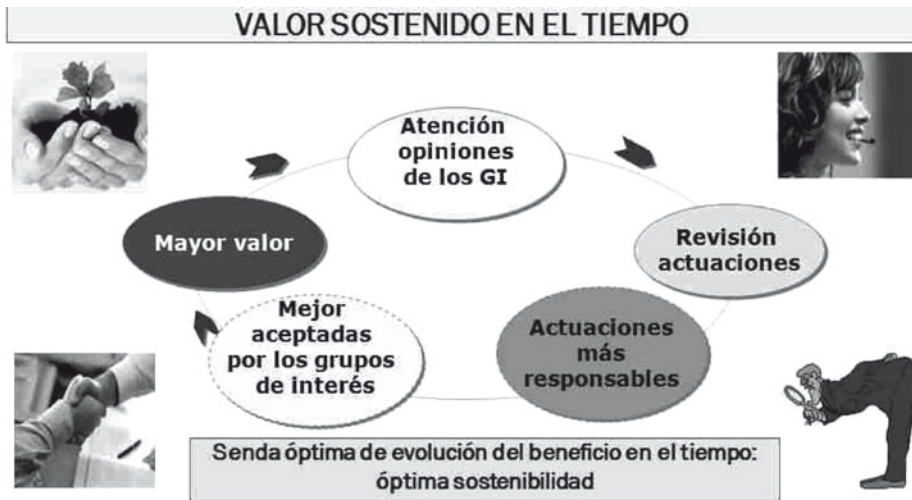 VALOR SOSTENIDO EN EL TIEMPO
Atención
opiniones
de los GI
Mayor valor
Revisión
actuaciones
Mejor
aceptadas
por los grupos
de interés
Actuaciones
más
responsables
Senda óptima de evolución del beneficio en el tiempo:
óptima sostenibilidad